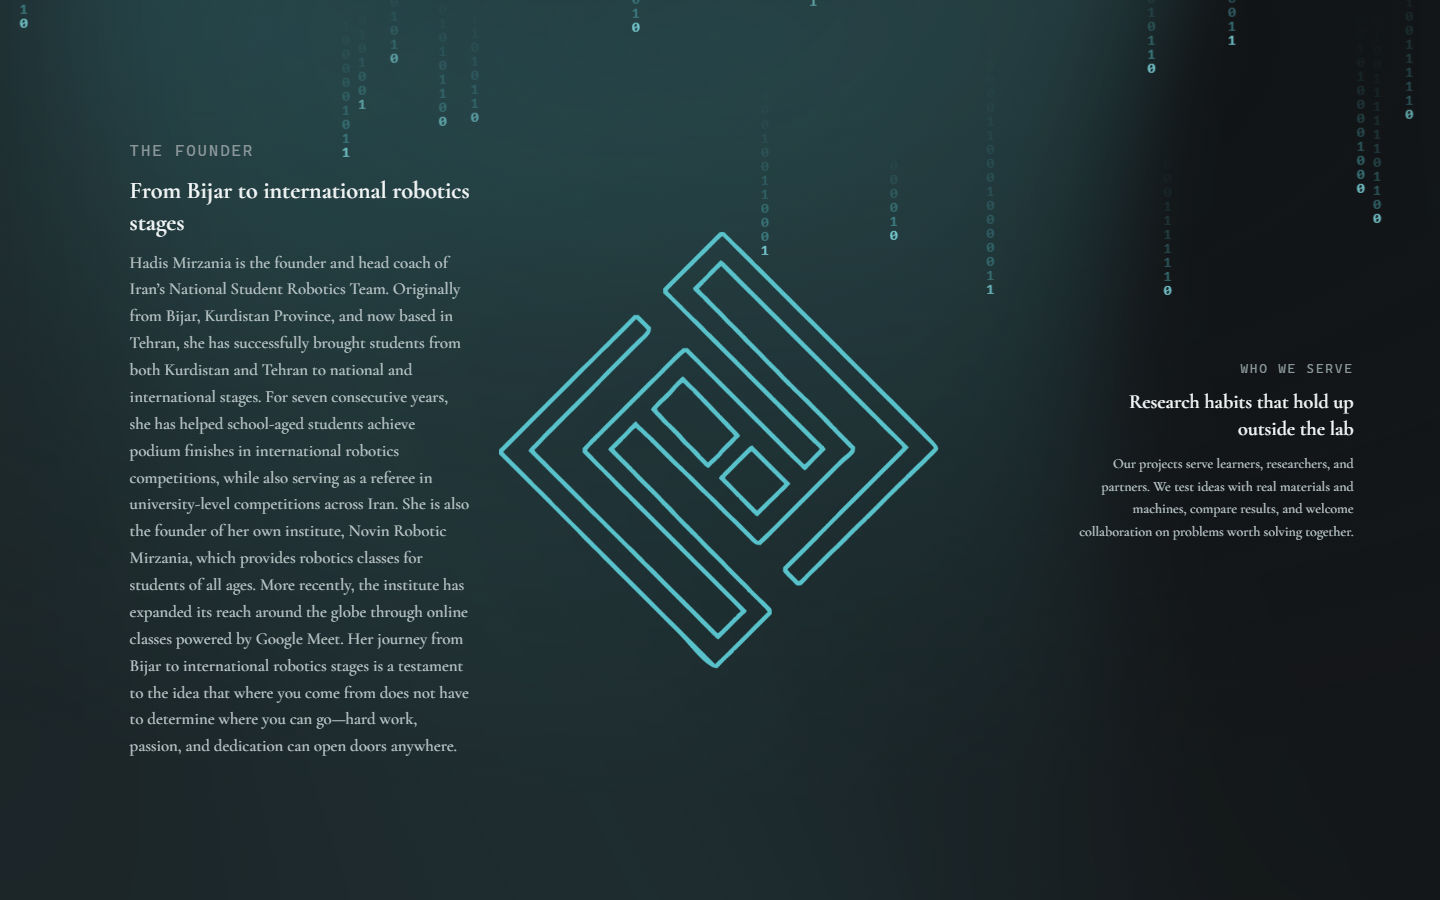 THE FOUNDER
From Bijar to international robotics
stages
Hadis Mirzania is the founder and head coach of
Iran’s National Student Robotics Team. Originally
from Bijar, Kurdistan Province, and now based in
Tehran, she has successfully brought students from
both Kurdistan and Tehran to national and
international stages. For seven consecutive years,
she has helped school-aged students achieve
podium finishes in international robotics
competitions, while also serving as a referee in
university-level competitions across Iran. She is also
the founder of her own institute, Novin Robotic
Mirzania, which provides robotics classes for
students of all ages. More recently, the institute has
expanded its reach around the globe through online
classes powered by Google Meet. Her journey from
Bijar to international robotics stages is a testament
to the idea that where you come from does not have
to determine where you can go—hard work,
passion, and dedication can open doors anywhere.
WHO WE SERVE
Research habits that hold up
outside the lab
Our projects serve learners, researchers, and
partners. We test ideas with real materials and
machines, compare results, and welcome
collaboration on problems worth solving together.